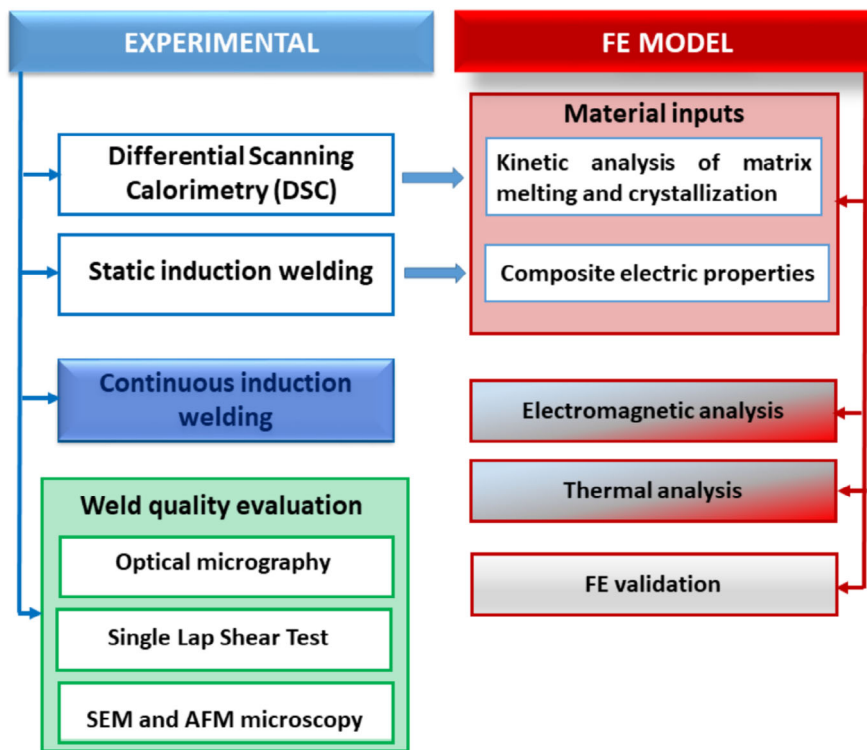 EXPERIMENTAL
Differential Scanning
Calorimetry (DSC)
Static induction welding
Continuous induction
welding
Weld quality evaluation
Optical micrography
Single Lap Shear Test
SEM and AFM microscopy
FE MODEL
Material inputs
Kinetic analysis of matrix
melting and crystallization
Composite electric properties
Electromagnetic analysis
Thermal analysis
FE validation